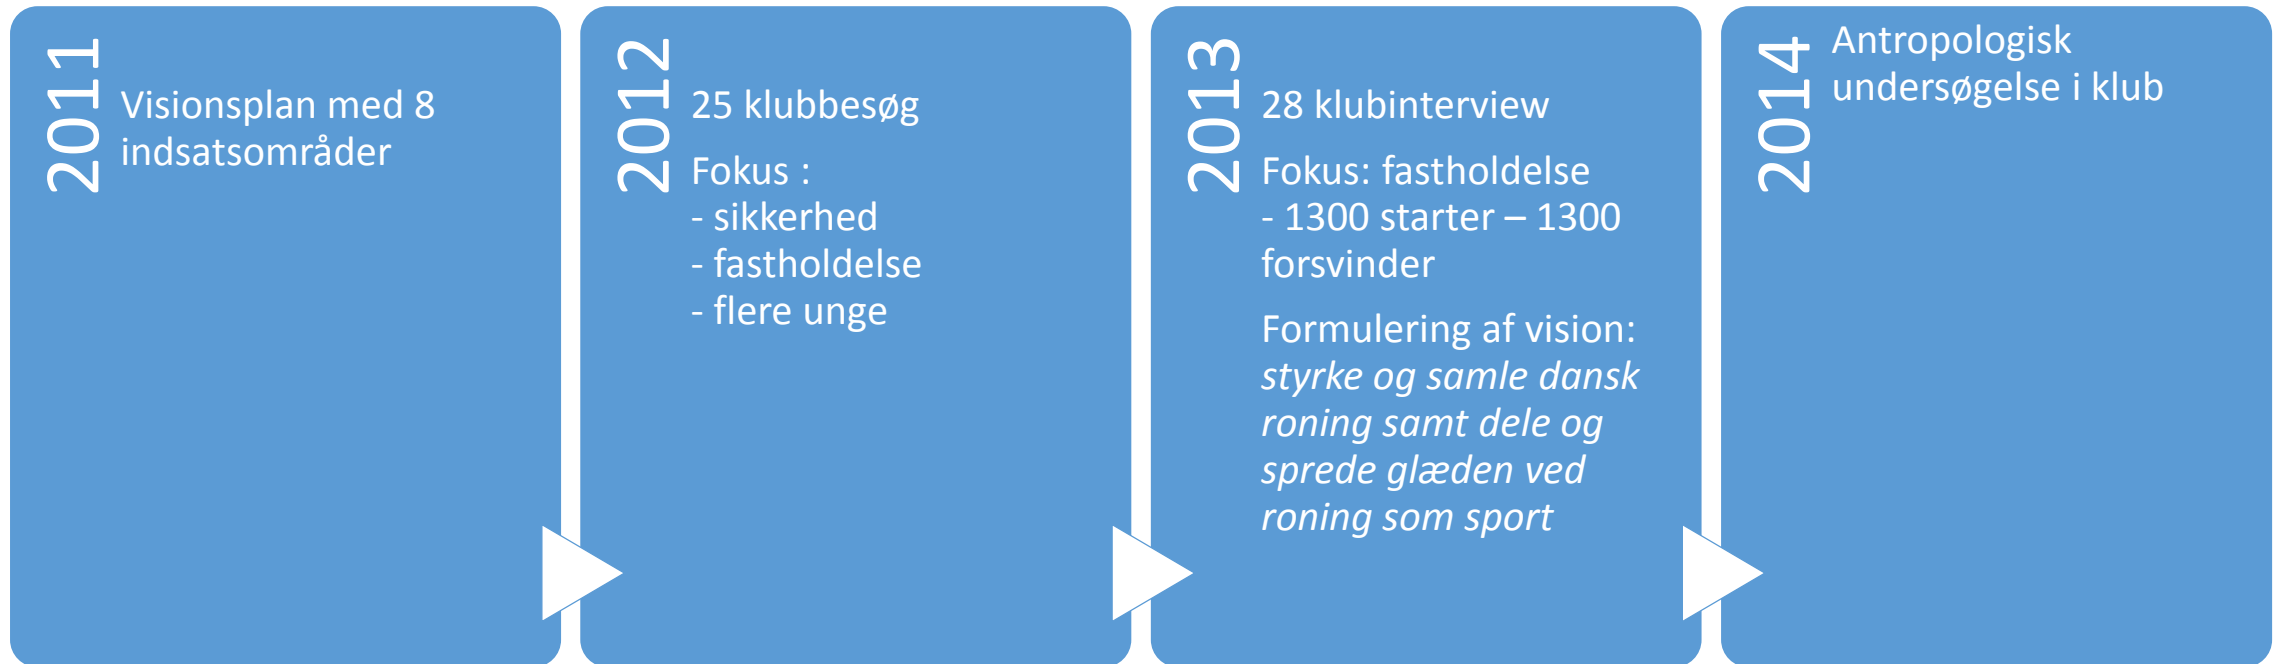 2011
Visionsplan med 8
indsatsområder
2012
25 klubbesøg
Fokus :
- sikkerhed
- fastholdelse
- flere unge
2013
28 klubinterview
Fokus: fastholdelse
- 1300 starter – 1300
forsvinder
Formulering af vision:
styrke og samle dansk
roning samt dele og
sprede glæden ved
roning som sport
2014
Antropologisk
undersøgelse i klub